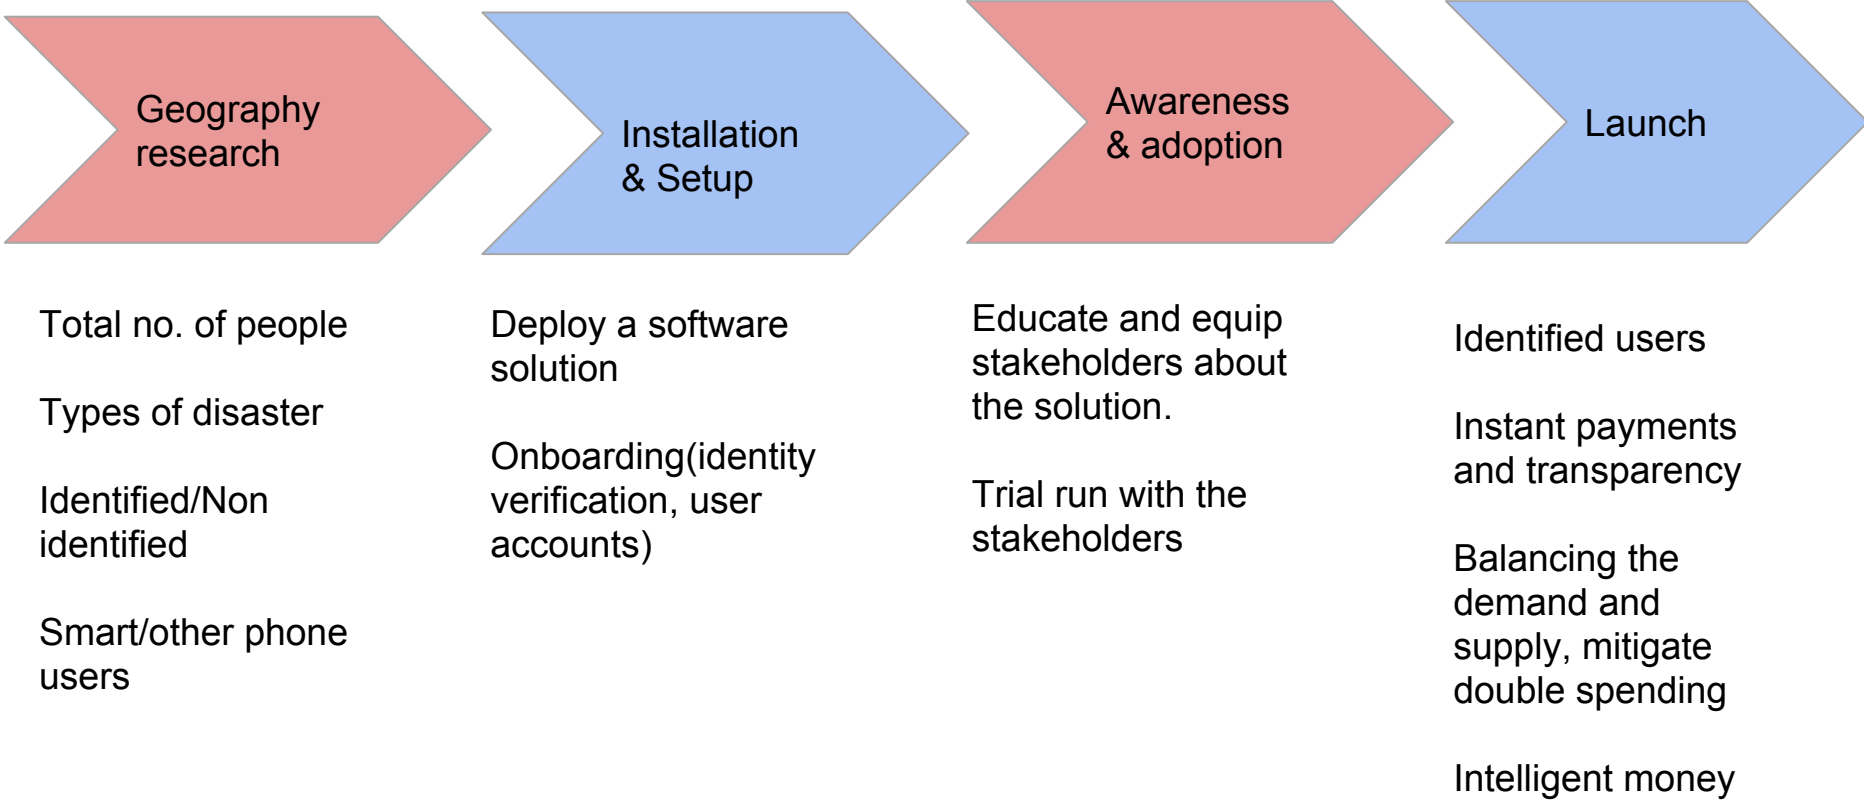 Geography
research
Installation
& Setup
Awareness
& adoption
Launch
Total no. of people
Types of disaster
Identified/Non
identified
Smart/other phone
users
Deploy a software
solution
Onboarding(identity
verification, user
accounts)
Educate and equip
stakeholders about
the solution.
Trial run with the
stakeholders
Identified users
Instant payments
and transparency
Balancing the
demand and
supply, mitigate
double spending
Intelligent money